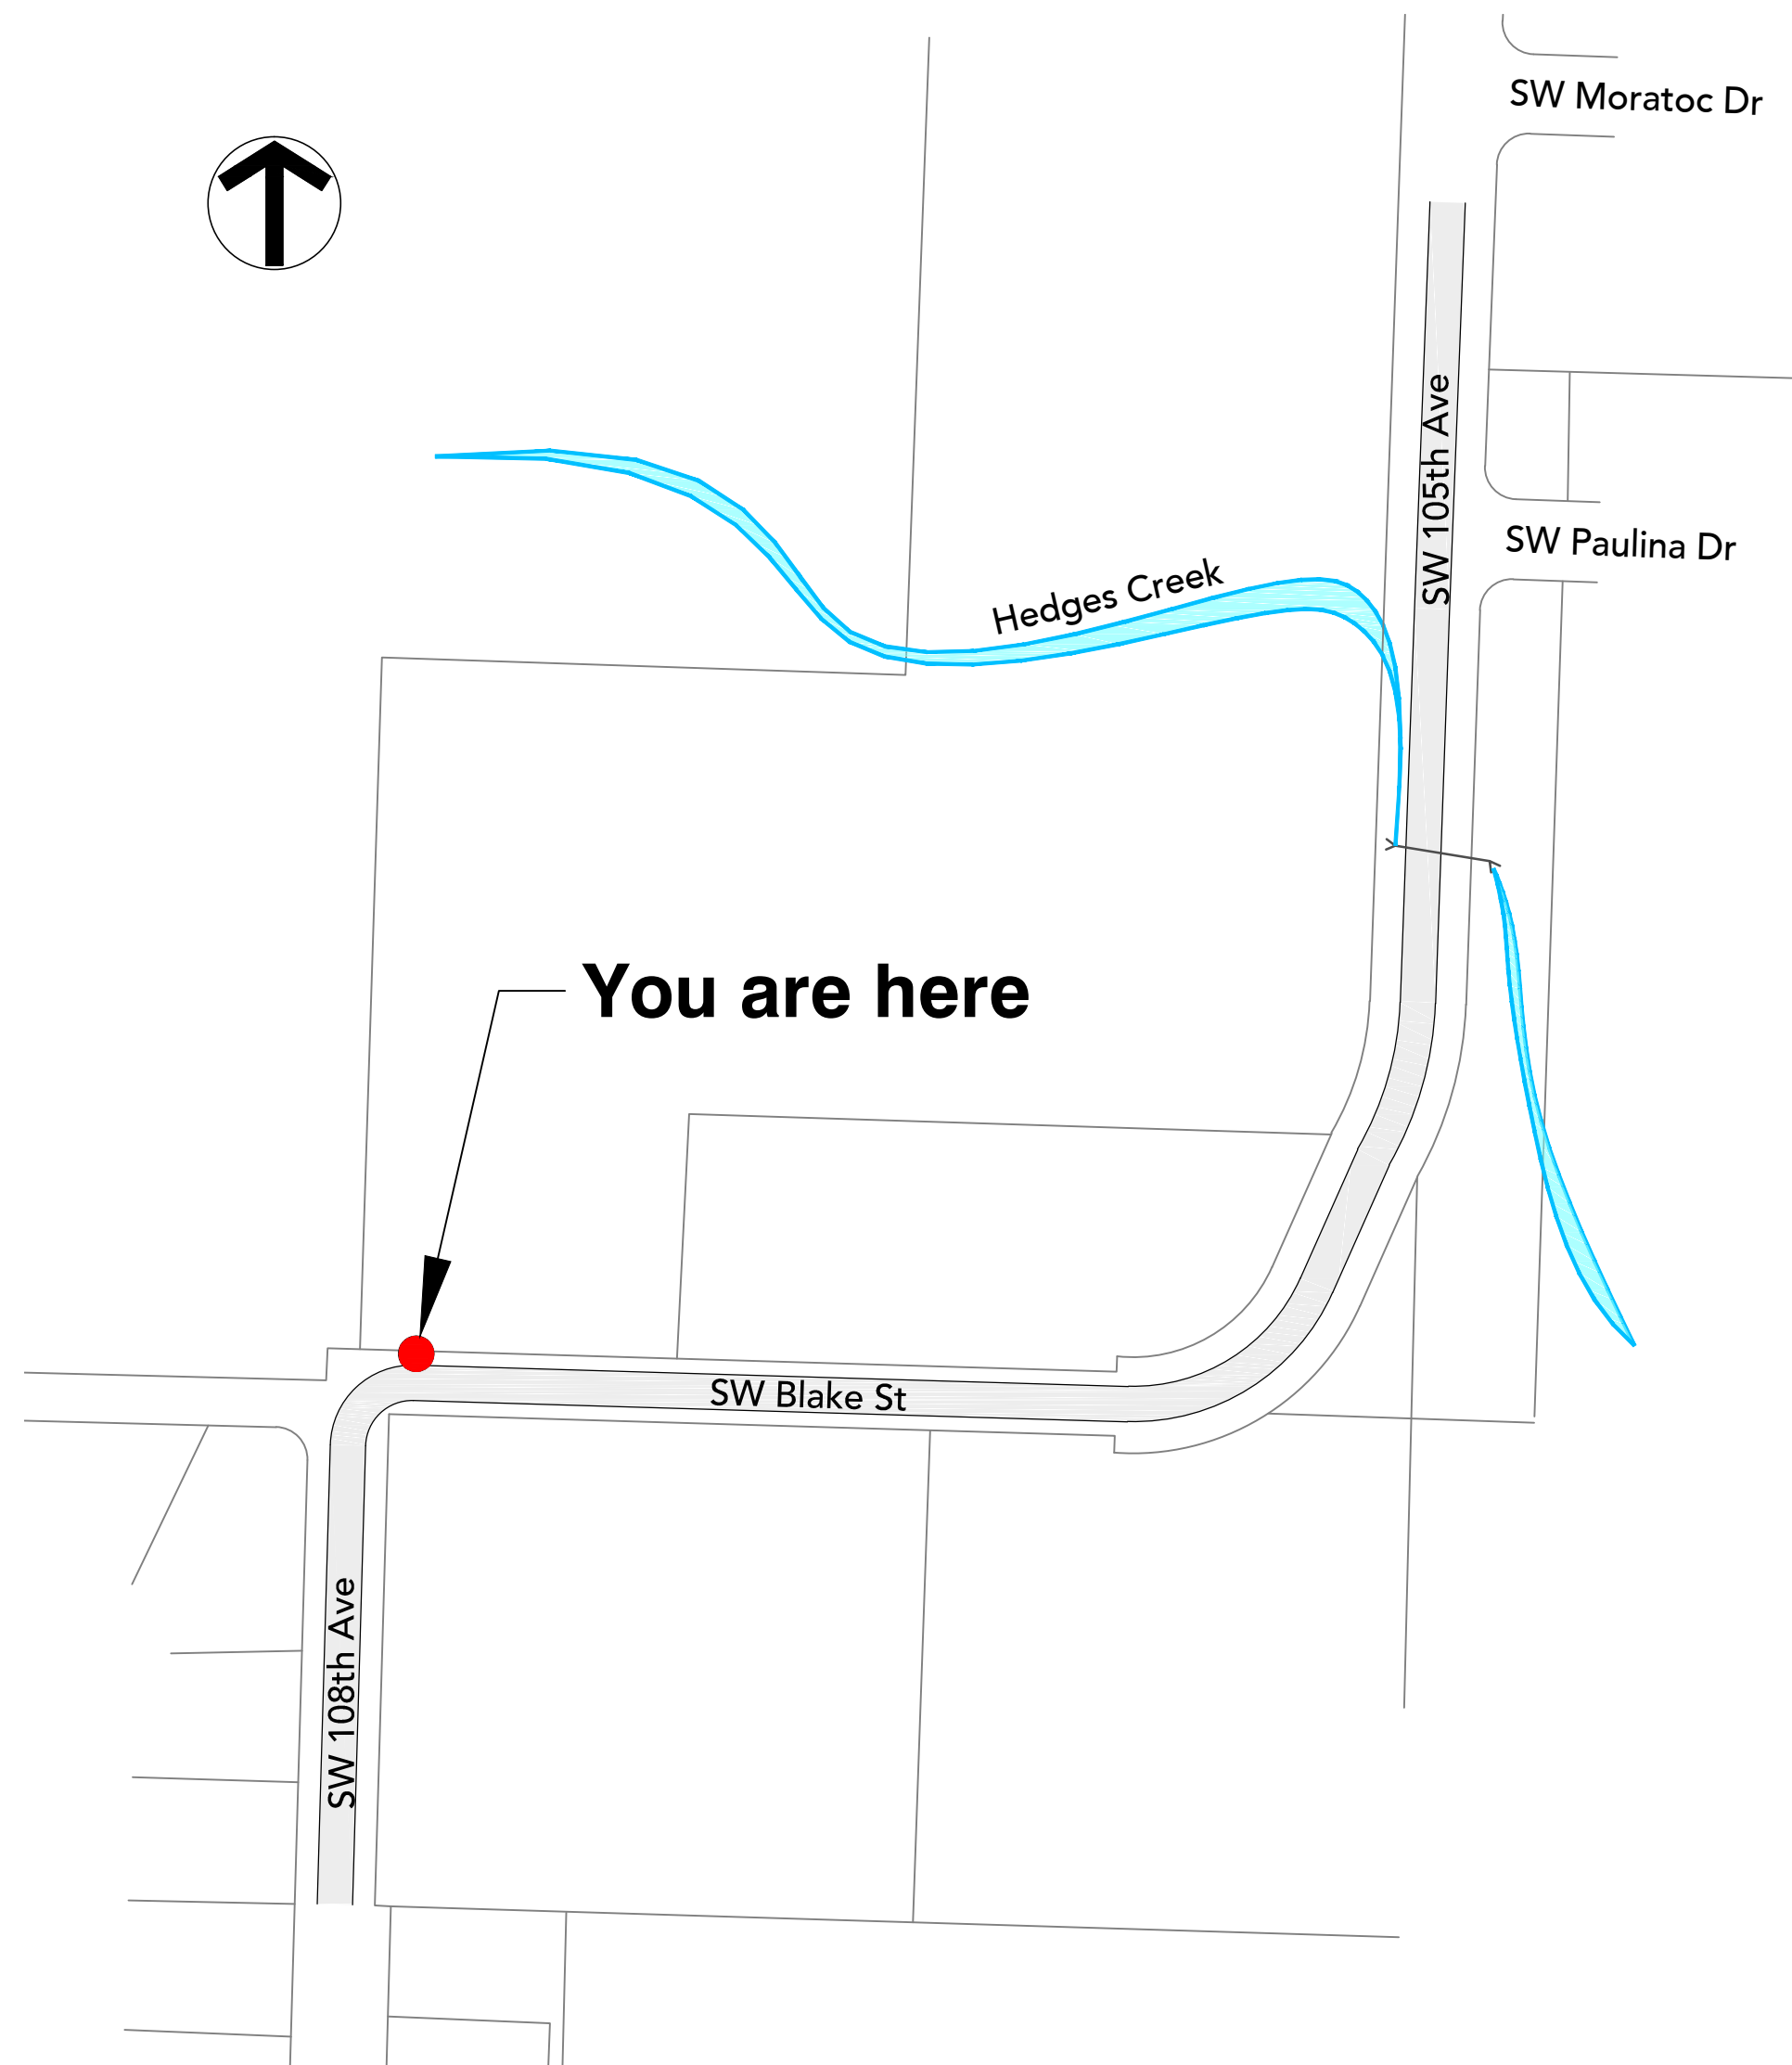 SW Moratoc Dr
SW 105th Ave
SW Paulina Dr
Hedges Creek
You are here
SW Blake St
SW 108th Ave